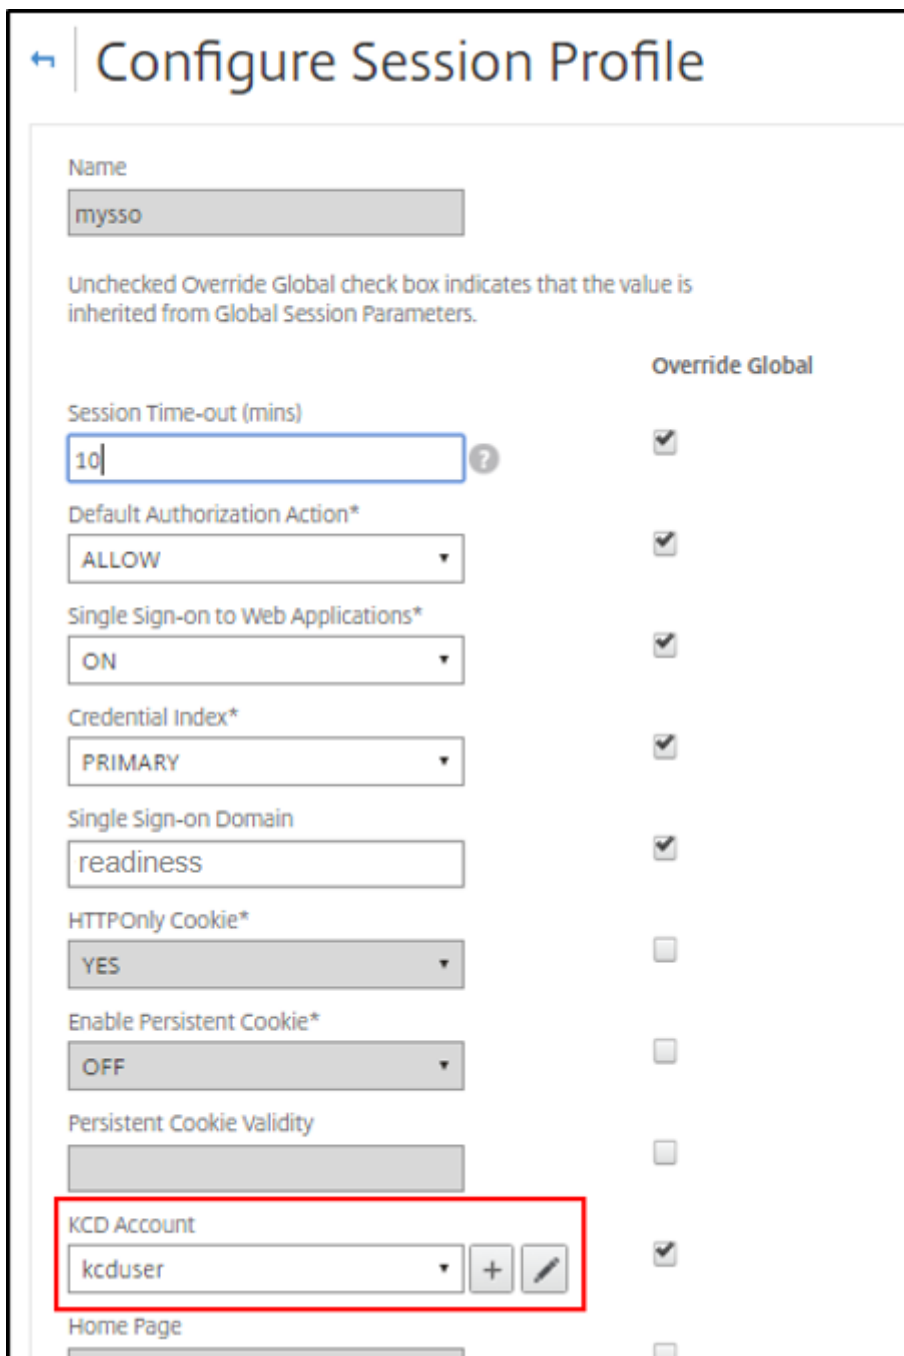 Configure Session Profile
Name
mysso
Unchecked Override Global check box indicates that the value is
inherited from Global Session Parameters.
Override Global
Session Time-out (mins)
10
?
Default Authorization Action*
ALLOW
Single Sign-on to Web Applications*
ON
Credential Index*
PRIMARY
Single Sign-on Domain
readiness
HTTPOnly Cookie*
YES
Enable Persistent Cookie*
OFF
Persistent Cookie Validity
KCD Account
kcduser
+
Home Page